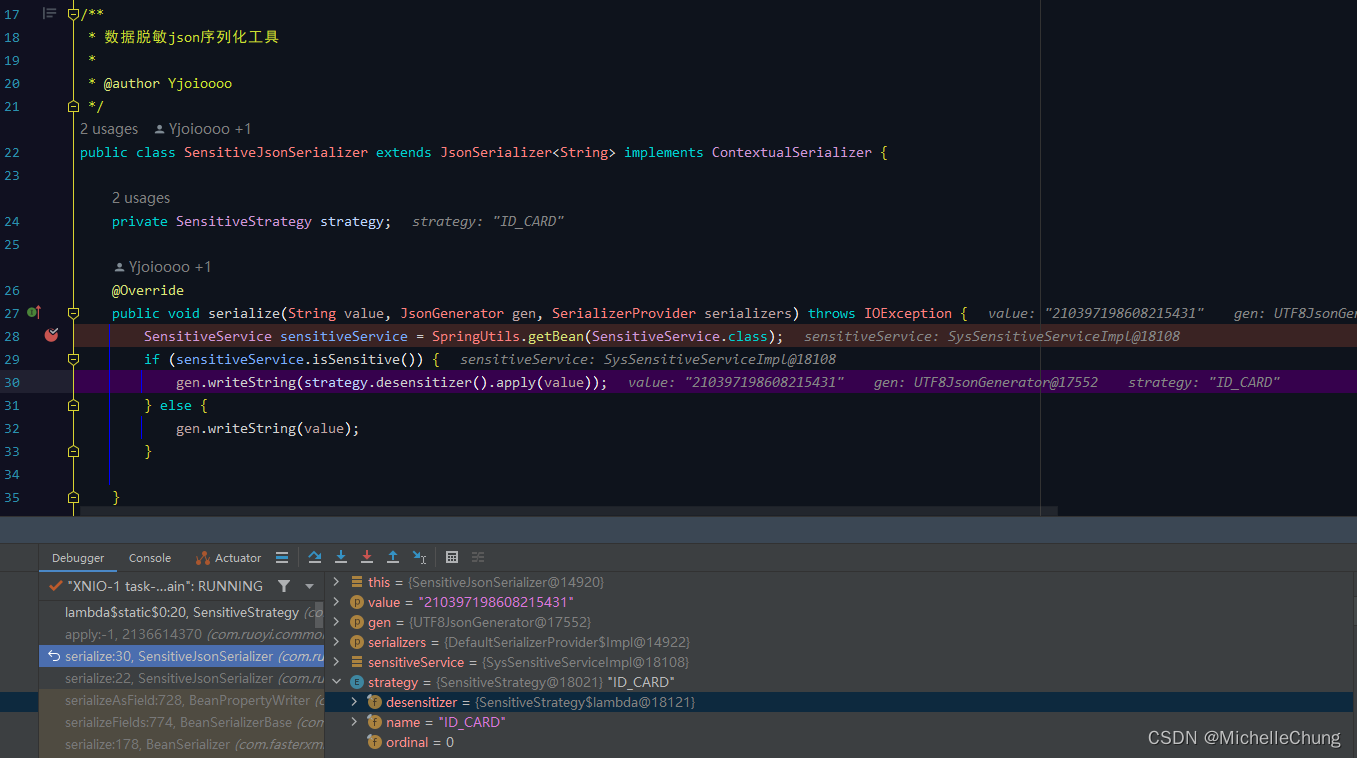 17 /**
18 * 数据脱敏json序列化工具
19 *
20 * @author Yjoioooo
21 */
2 usages Yjoioooo +1
22 public class SensitiveJsonSerializer extends JsonSerializer<String> implements ContextualSerializer {
23
2 usages
24 private SensitiveStrategy strategy; strategy: "ID_CARD"
25
Yjoioooo +1
26 @Override
27 public void serialize(String value, JsonGenerator gen, SerializerProvider serializers) throws IOException { value: "210397198608215431" gen: UTF8JsonGen
28 SensitiveService sensitiveService = SpringUtils.getBean(SensitiveService.class); sensitiveService: SysSensitiveServiceImpl@18108
29 if (sensitiveService.isSensitive()) { sensitiveService: SysSensitiveServiceImpl@18108
30 gen.writeString(strategy.desensitizer().apply(value)); value: "210397198608215431" gen: UTF8JsonGenerator@17552 strategy: "ID_CARD"
31 } else {
32 gen.writeString(value);
33 }
34
35 }
Debugger Console Actuator
"XNIO-1 task-...ain": RUNNING
lambda$static$0:20, SensitiveStrategy (co
apply:-1, 2136614370 (com.ruoyi.commo
serialize:30, SensitiveJsonSerializer (com.ru
serialize:22, SensitiveJsonSerializer (com.ru
serializeAsField:728, BeanPropertyWriter (c
serializeFields:774, BeanSerializerBase (com
serialize:178, BeanSerializer (com.fasterxm
this = {SensitiveJsonSerializer@14920}
value = "210397198608215431"
gen = {UTF8JsonGenerator@17552}
serializers = {DefaultSerializerProvider$Impl@14922}
sensitiveService = {SysSensitiveServiceImpl@18108}
strategy = {SensitiveStrategy@18021} "ID_CARD"
desensitizer = {SensitiveStrategy$lambda@18121}
name = "ID_CARD"
ordinal = 0
CSDN @MichelleChung